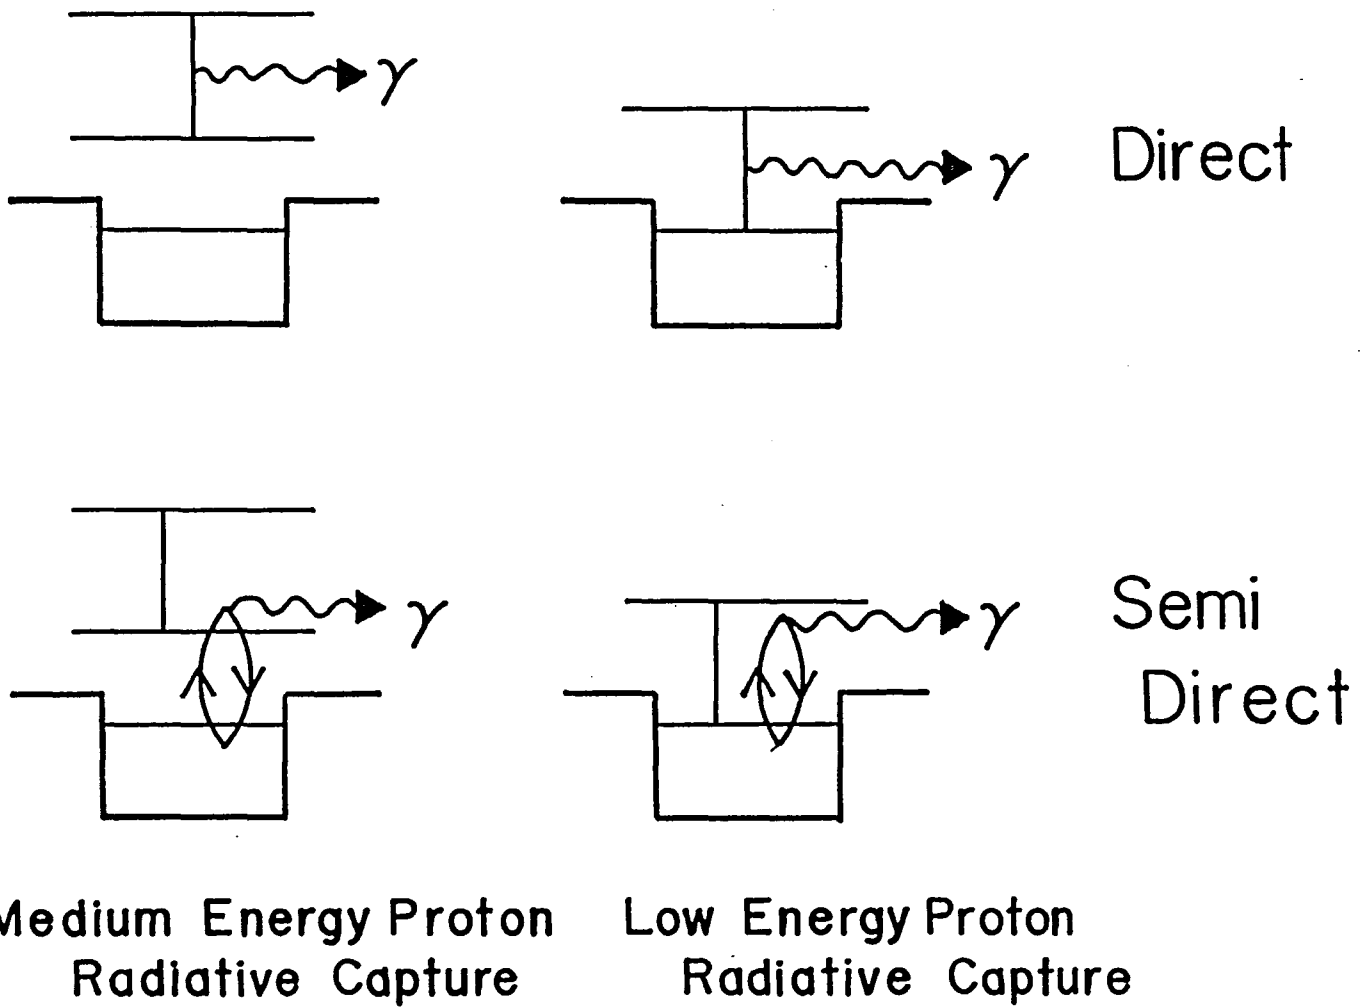 γ
γ
Direct
γ
γ
Semi
Direct
Medium Energy Proton
Radiative Capture
Low Energy Proton
Radiative Capture